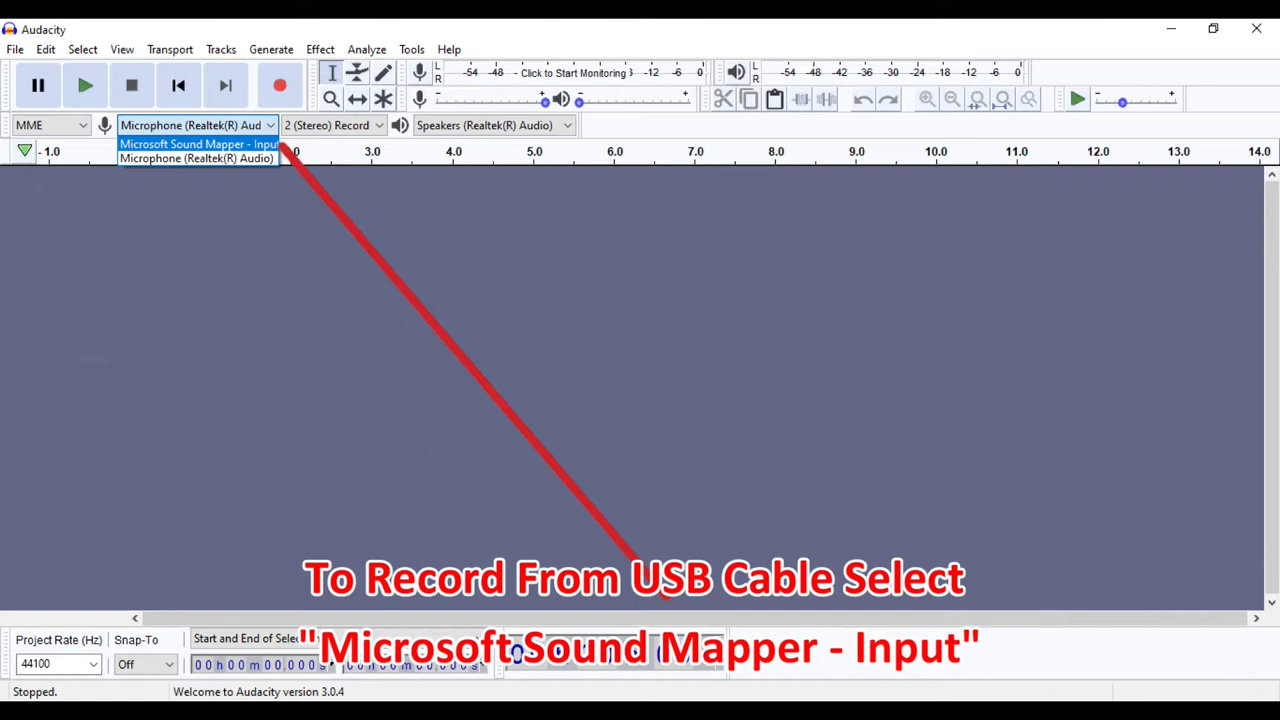 Audacity
File Edit Select View Transport Tracks Generate Effect Analyze Tools Help
L R -54 -48 - Click to Start Monitoring -12 -6 0
L R -54 -48 -42 -36 -30 -24 -18 -12 -6 0
MME Microphone (Realtek(R) Aud 2 (Stereo) Record Speakers (Realtek(R) Audio)
Microsoft Sound Mapper - Input
Microphone (Realtek(R) Audio)
- 1.0 3.0 4.0 5.0 6.0 7.0 8.0 9.0 10.0 11.0 12.0 13.0 14.0
To Record From USB Cable Select
"Microsoft Sound Mapper - Input"
Project Rate (Hz) Snap-To Start and End of
44100 Off 00h00m00.000s 00h00m00.000s
Stopped. Welcome to Audacity version 3.0.4